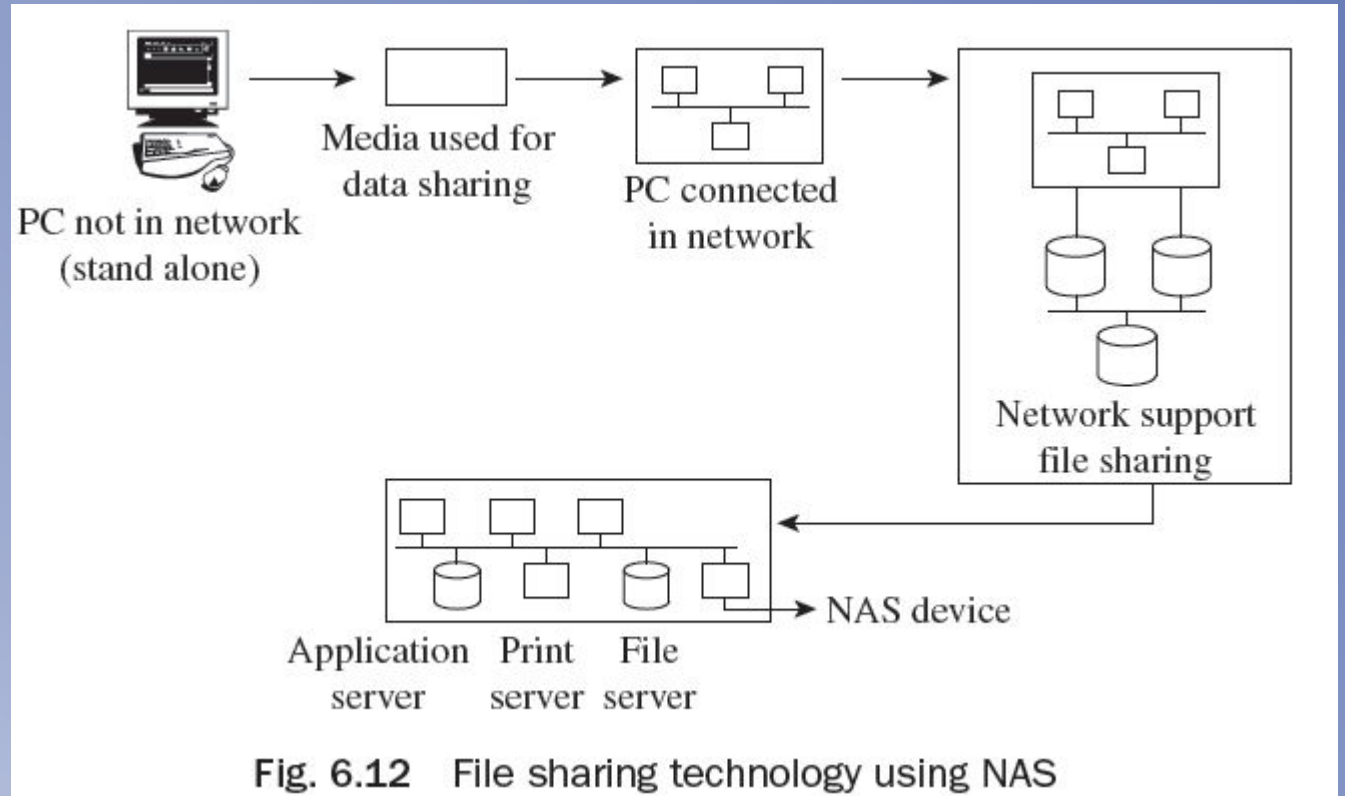 PC not in network
(stand alone)
Media used for
data sharing
PC connected
in network
Network support
file sharing
NAS device
Application
server
Print
server
File
server
Fig. 6.12 File sharing technology using NAS